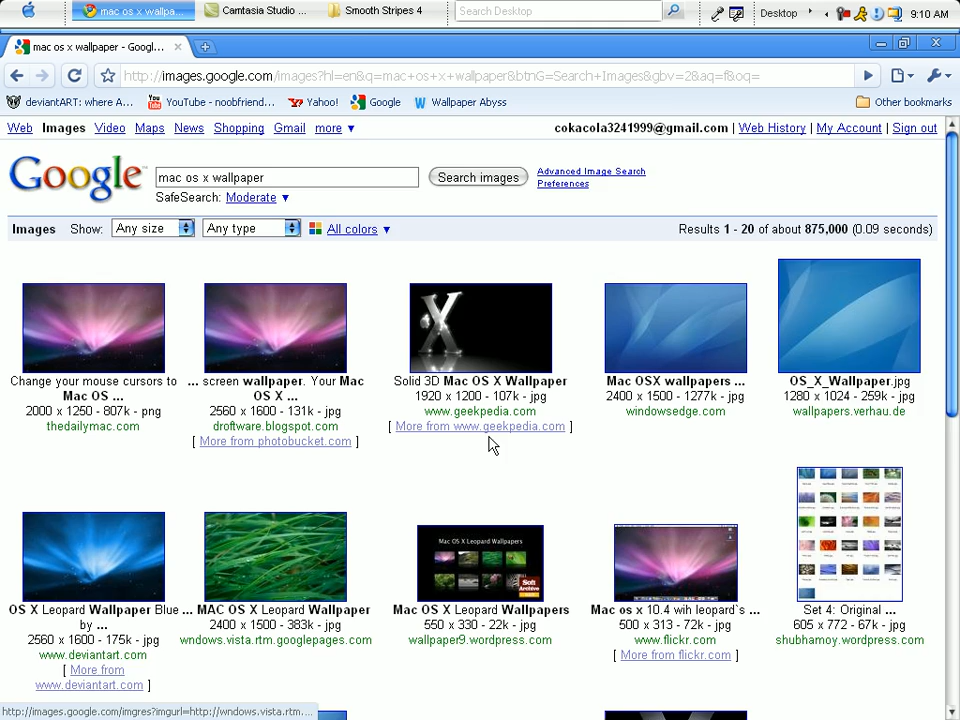 mac os x wallpa...
Camtasia Studio ...
Smooth Stripes 4
Search Desktop
Desktop
9:10 AM
mac os x wallpaper - Googl...
http://images.google.com/images?hl=en&q=mac+os+x+wallpaper&btnG=Search+Images&gbv=2&aq=f&oq=
deviantART: where A...
YouTube - noobfriend...
Yahoo!
Google
Wallpaper Abyss
Other bookmarks
Web Images Video Maps News Shopping Gmail more ▼
cokacola3241999@gmail.com | Web History | My Account | Sign out
Google
mac os x wallpaper
Search images
Advanced Image Search
Preferences
SafeSearch: Moderate ▼
Images Show: Any size Any type All colors ▼
Results 1 - 20 of about 875,000 (0.09 seconds)
Change your mouse cursors to
Mac OS ...
2000 x 1250 - 807k - png
thedailymac.com
... screen wallpaper. Your Mac
OS X ...
2560 x 1600 - 131k - jpg
droftware.blogspot.com
[ More from photobucket.com ]
X
Solid 3D Mac OS X Wallpaper
1920 x 1200 - 107k - jpg
www.geekpedia.com
[ More from www.geekpedia.com ]
Mac OSX wallpapers ...
2400 x 1500 - 1277k - jpg
windowsedge.com
OS_X_Wallpaper.jpg
1280 x 1024 - 259k - jpg
wallpapers.verhau.de
OS X Leopard Wallpaper Blue ...
by ...
2560 x 1600 - 175k - jpg
www.deviantart.com
[ More from
www.deviantart.com ]
MAC OS X Leopard Wallpaper
2400 x 1500 - 383k - jpg
wndows.vista.rtm.googlepages.com
Mac OS X Leopard Wallpapers
Soft
Archive
Mac OS X Leopard Wallpapers
550 x 330 - 22k - jpg
wallpaper9.wordpress.com
Mac os x 10.4 wih leopard`s ...
500 x 313 - 72k - jpg
www.flickr.com
[ More from flickr.com ]
Set 4: Original ...
605 x 772 - 67k - jpg
shubhamoy.wordpress.com
http://images.google.com/imgres?imgurl=http://wndows.vista.rtm....